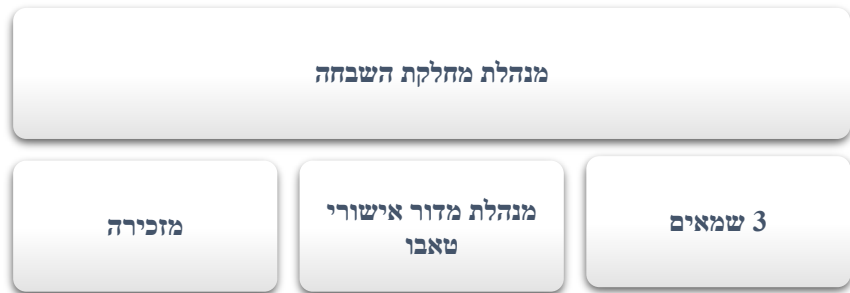 מנהלת מחלקת השבחה
3 שמאים
מנהלת מדור אישורי
טאבו
מזכירה